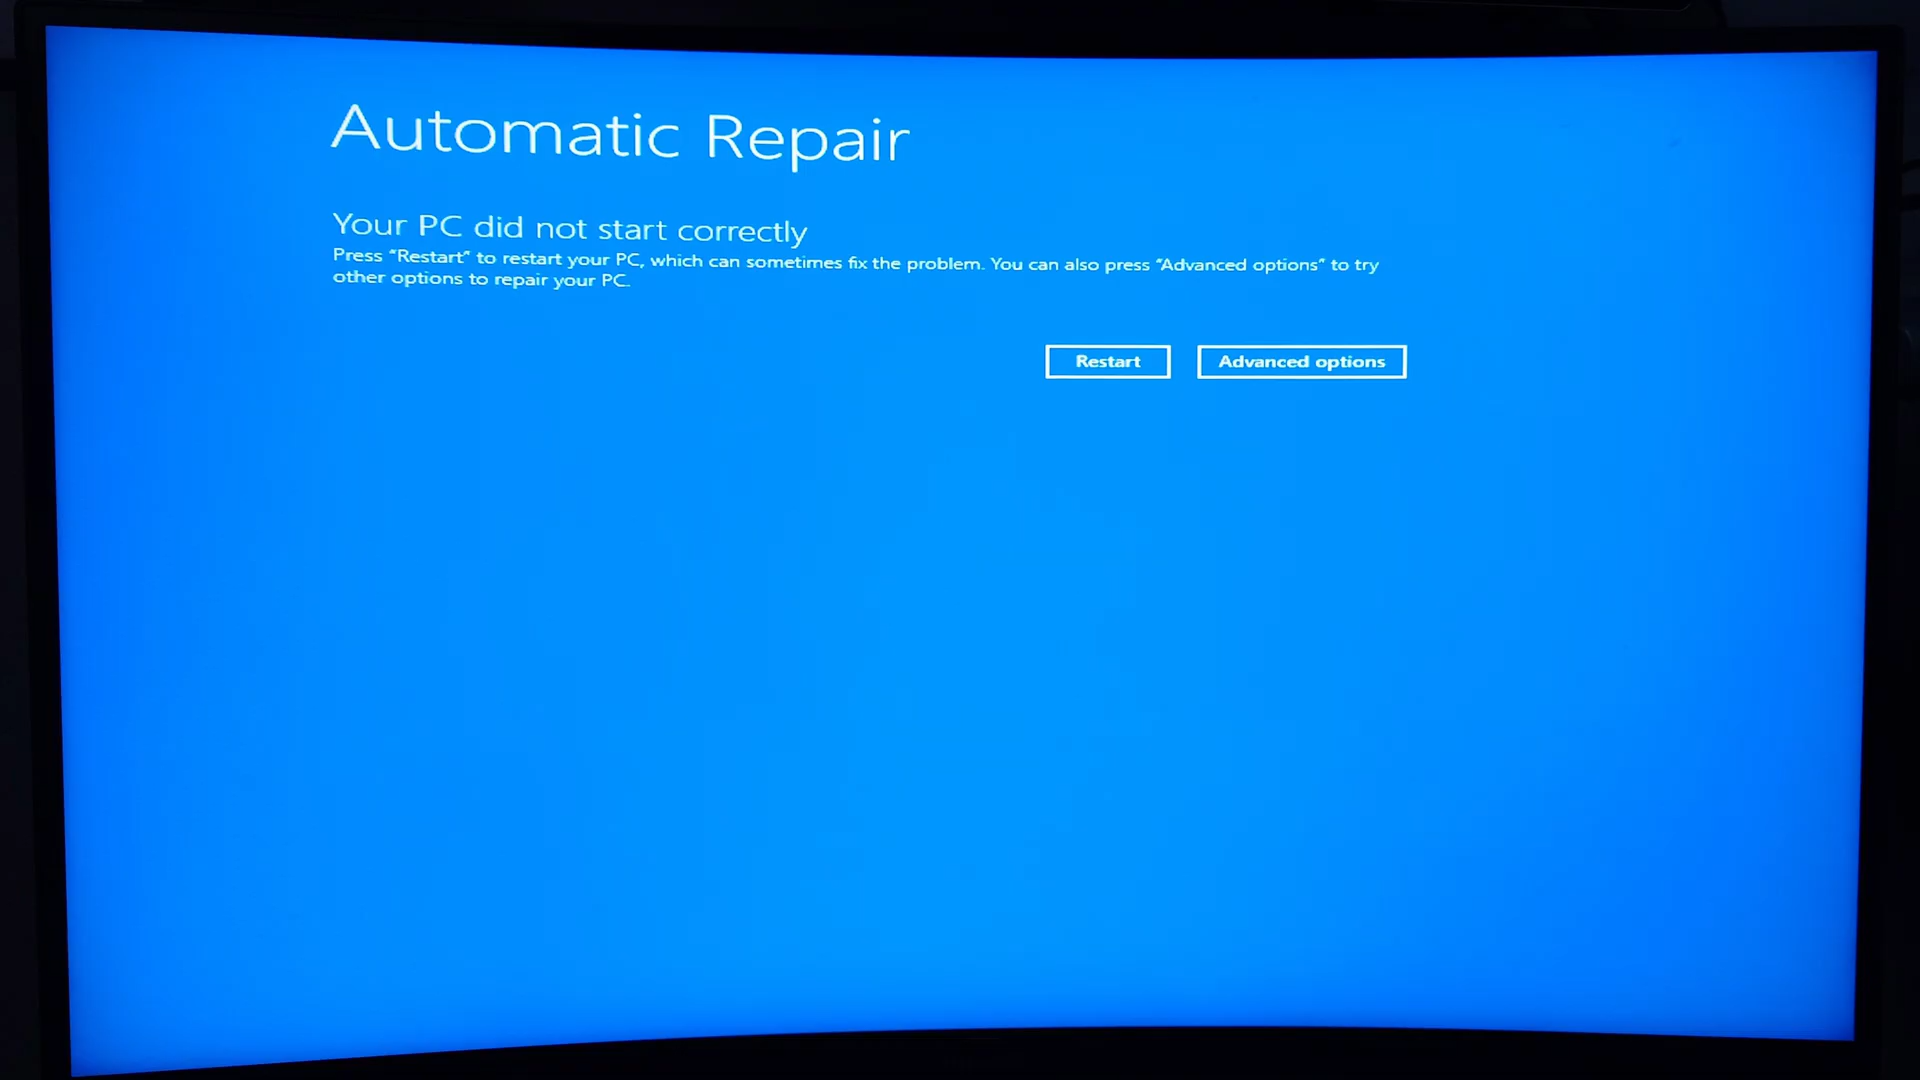 Automatic Repair
Your PC did not start correctly
Press “Restart” to restart your PC, which can sometimes fix the problem. You can also press “Advanced options” to try
other options to repair your PC.
Restart
Advanced options